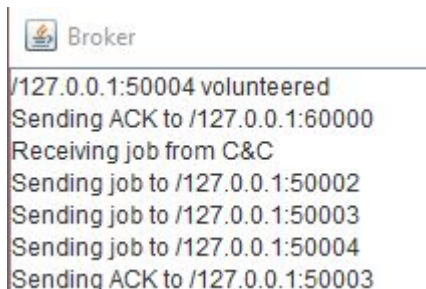 Broker
/127.0.0.1:50004 volunteered
Sending ACK to /127.0.0.1:60000
Receiving job from C&C
Sending job to /127.0.0.1:50002
Sending job to /127.0.0.1:50003
Sending job to /127.0.0.1:50004
Sending ACK to /127.0.0.1:50003